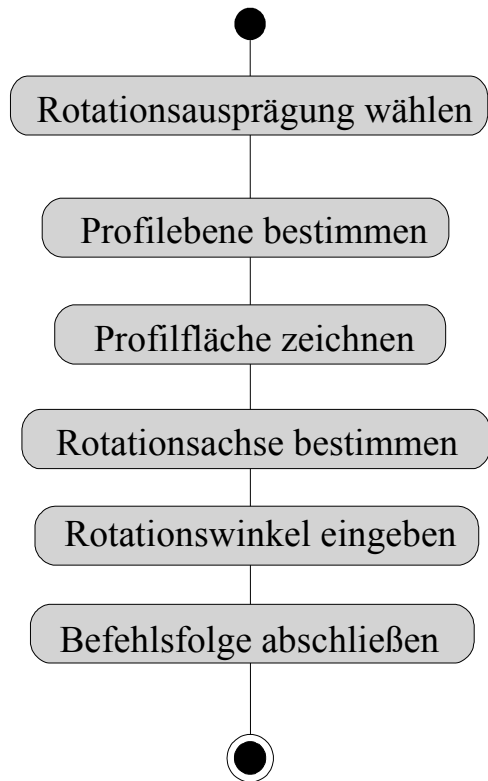 Rotationsausprägung wählen
Profilebene bestimmen
Profilfläche zeichnen
Rotationsachse bestimmen
Rotationswinkel eingeben
Befehlsfolge abschließen